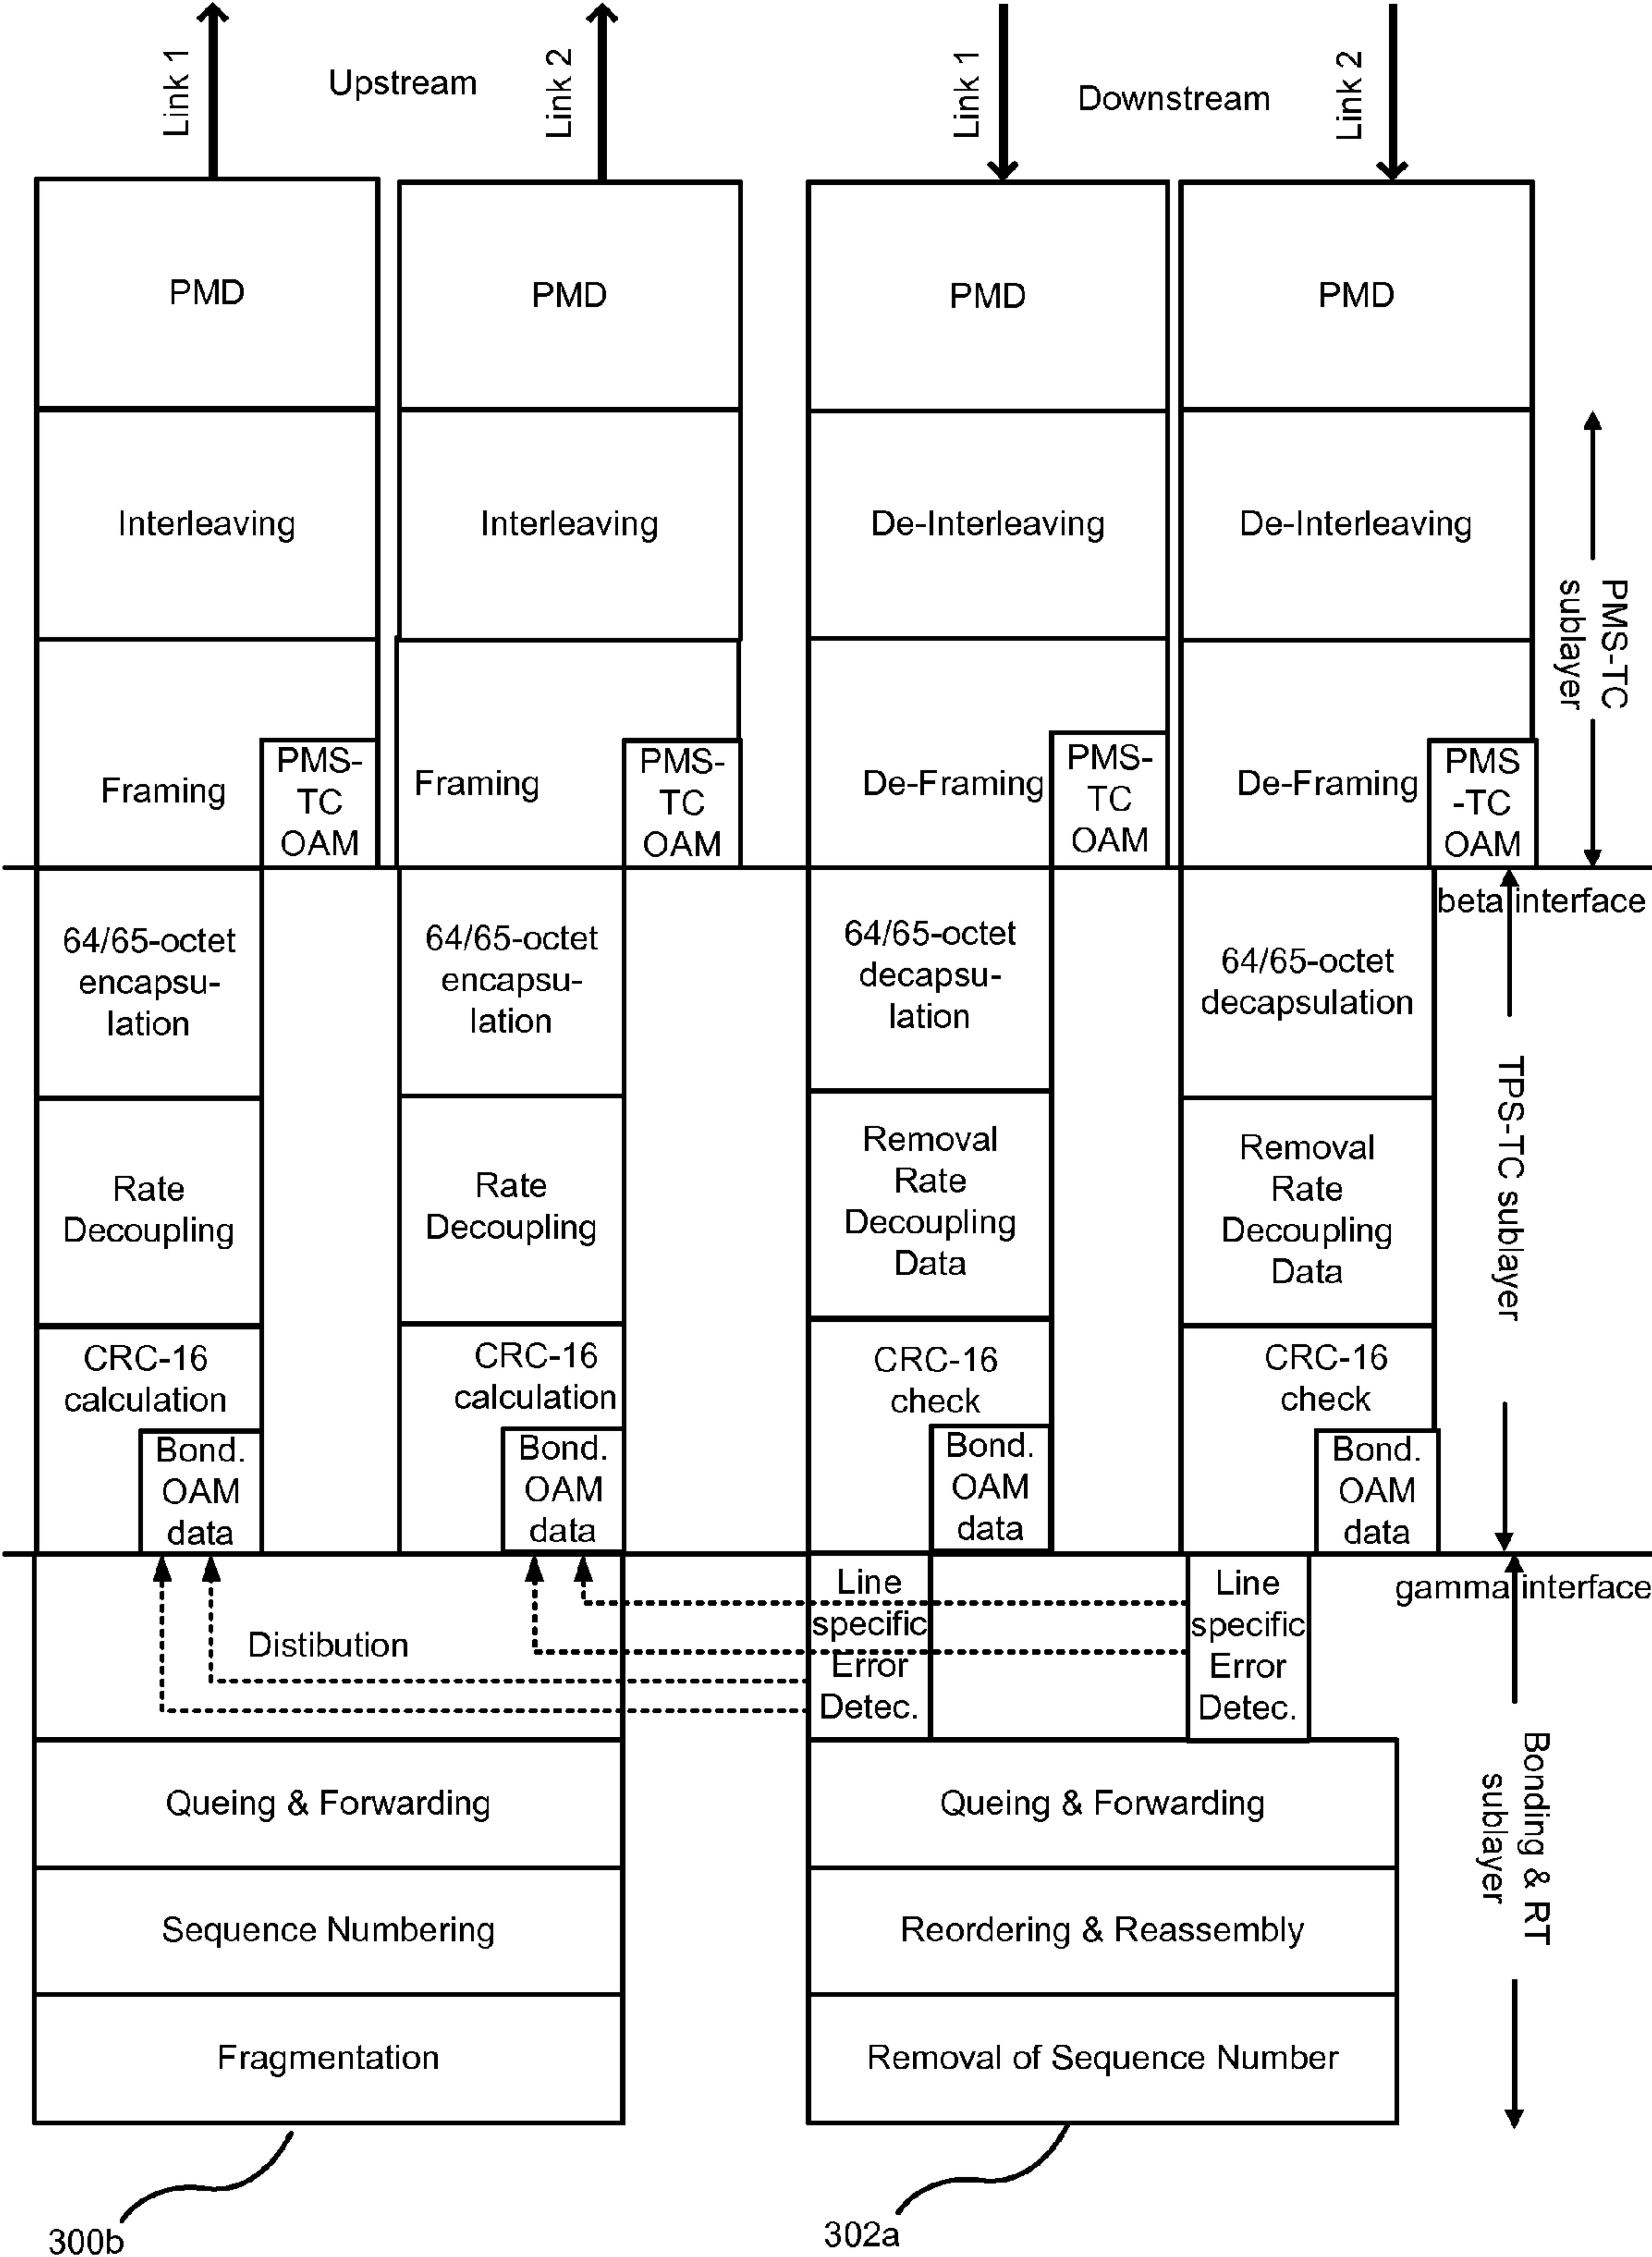 Link 1
Upstream
Link 2
Link 1
Downstream
Link 2
PMD
PMD
PMD
PMD
Interleaving
Interleaving
De-Interleaving
De-Interleaving
PMS-TC
sublayer
Framing
PMS-
TC
OAM
Framing
PMS-
TC
OAM
De-Framing
PMS-
TC
OAM
De-Framing
PMS
-TC
OAM
beta interface
64/65-octet
encapsu-
lation
64/65-octet
encapsu-
lation
64/65-octet
decapsu-
lation
64/65-octet
decapsulation
TPS-TC sublayer
Rate
Decoupling
Rate
Decoupling
Removal
Rate
Decoupling
Data
Removal
Rate
Decoupling
Data
CRC-16
calculation
CRC-16
calculation
CRC-16
check
CRC-16
check
Bond.
OAM
data
Bond.
OAM
data
Bond.
OAM
data
Bond.
OAM
data
gamma interface
Distibution
Line
specific
Error
Detec.
Line
specific
Error
Detec.
Bonding & RT
sublayer
Queing & Forwarding
Queing & Forwarding
Sequence Numbering
Reordering & Reassembly
Fragmentation
Removal of Sequence Number
300b
302a